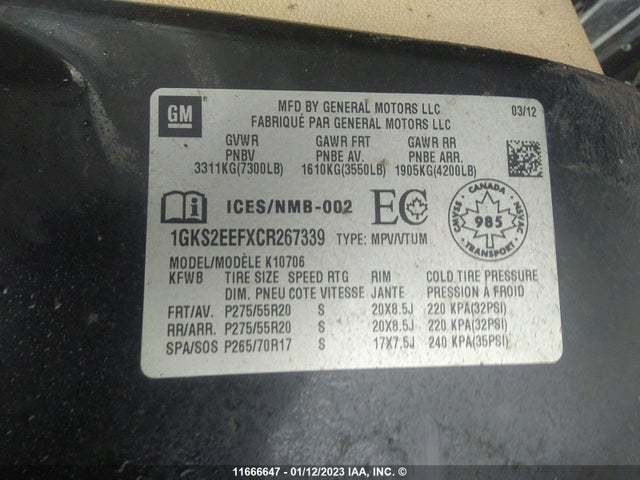 GM
MFD BY GENERAL MOTORS LLC 03/12
FABRIQUÉ PAR GENERAL MOTORS LLC
GVWR GAWR FRT GAWR RR
PNBV PNBE AV. PNBE ARR.
3311KG(7300LB) 1610KG(3550LB) 1905KG(4200LB)
ICES/NMB-002 EC
CANADA
CMVSS 985 NSVAC
TRANSPORT
1GKS2EEFXCR267339 TYPE: MPV/VTUM
MODEL/MODÈLE K10706
KFWB TIRE SIZE SPEED RTG RIM COLD TIRE PRESSURE
DIM. PNEU COTE VITESSE JANTE PRESSION À FROID
FRT/AV. P275/55R20 S 20X8.5J 220 KPA(32PSI)
RR/ARR. P275/55R20 S 20X8.5J 220 KPA(32PSI)
SPA/SOS P265/70R17 S 17X7.5J 240 KPA(35PSI)
11666647 - 01/12/2023 IAA, Inc. ©